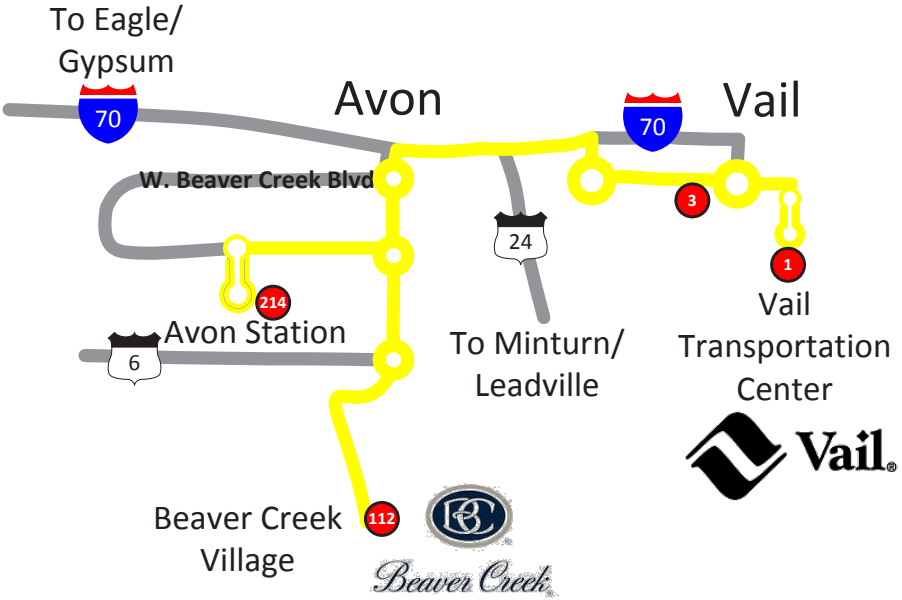 To Eagle/
Gypsum
70
Avon
70
Vail
W. Beaver Creek Blvd
3
24
1
214
Avon Station
6
Vail
Transportation
Center
To Minturn/
Leadville
Vail®
Beaver Creek
Village
112
BC
Beaver Creek